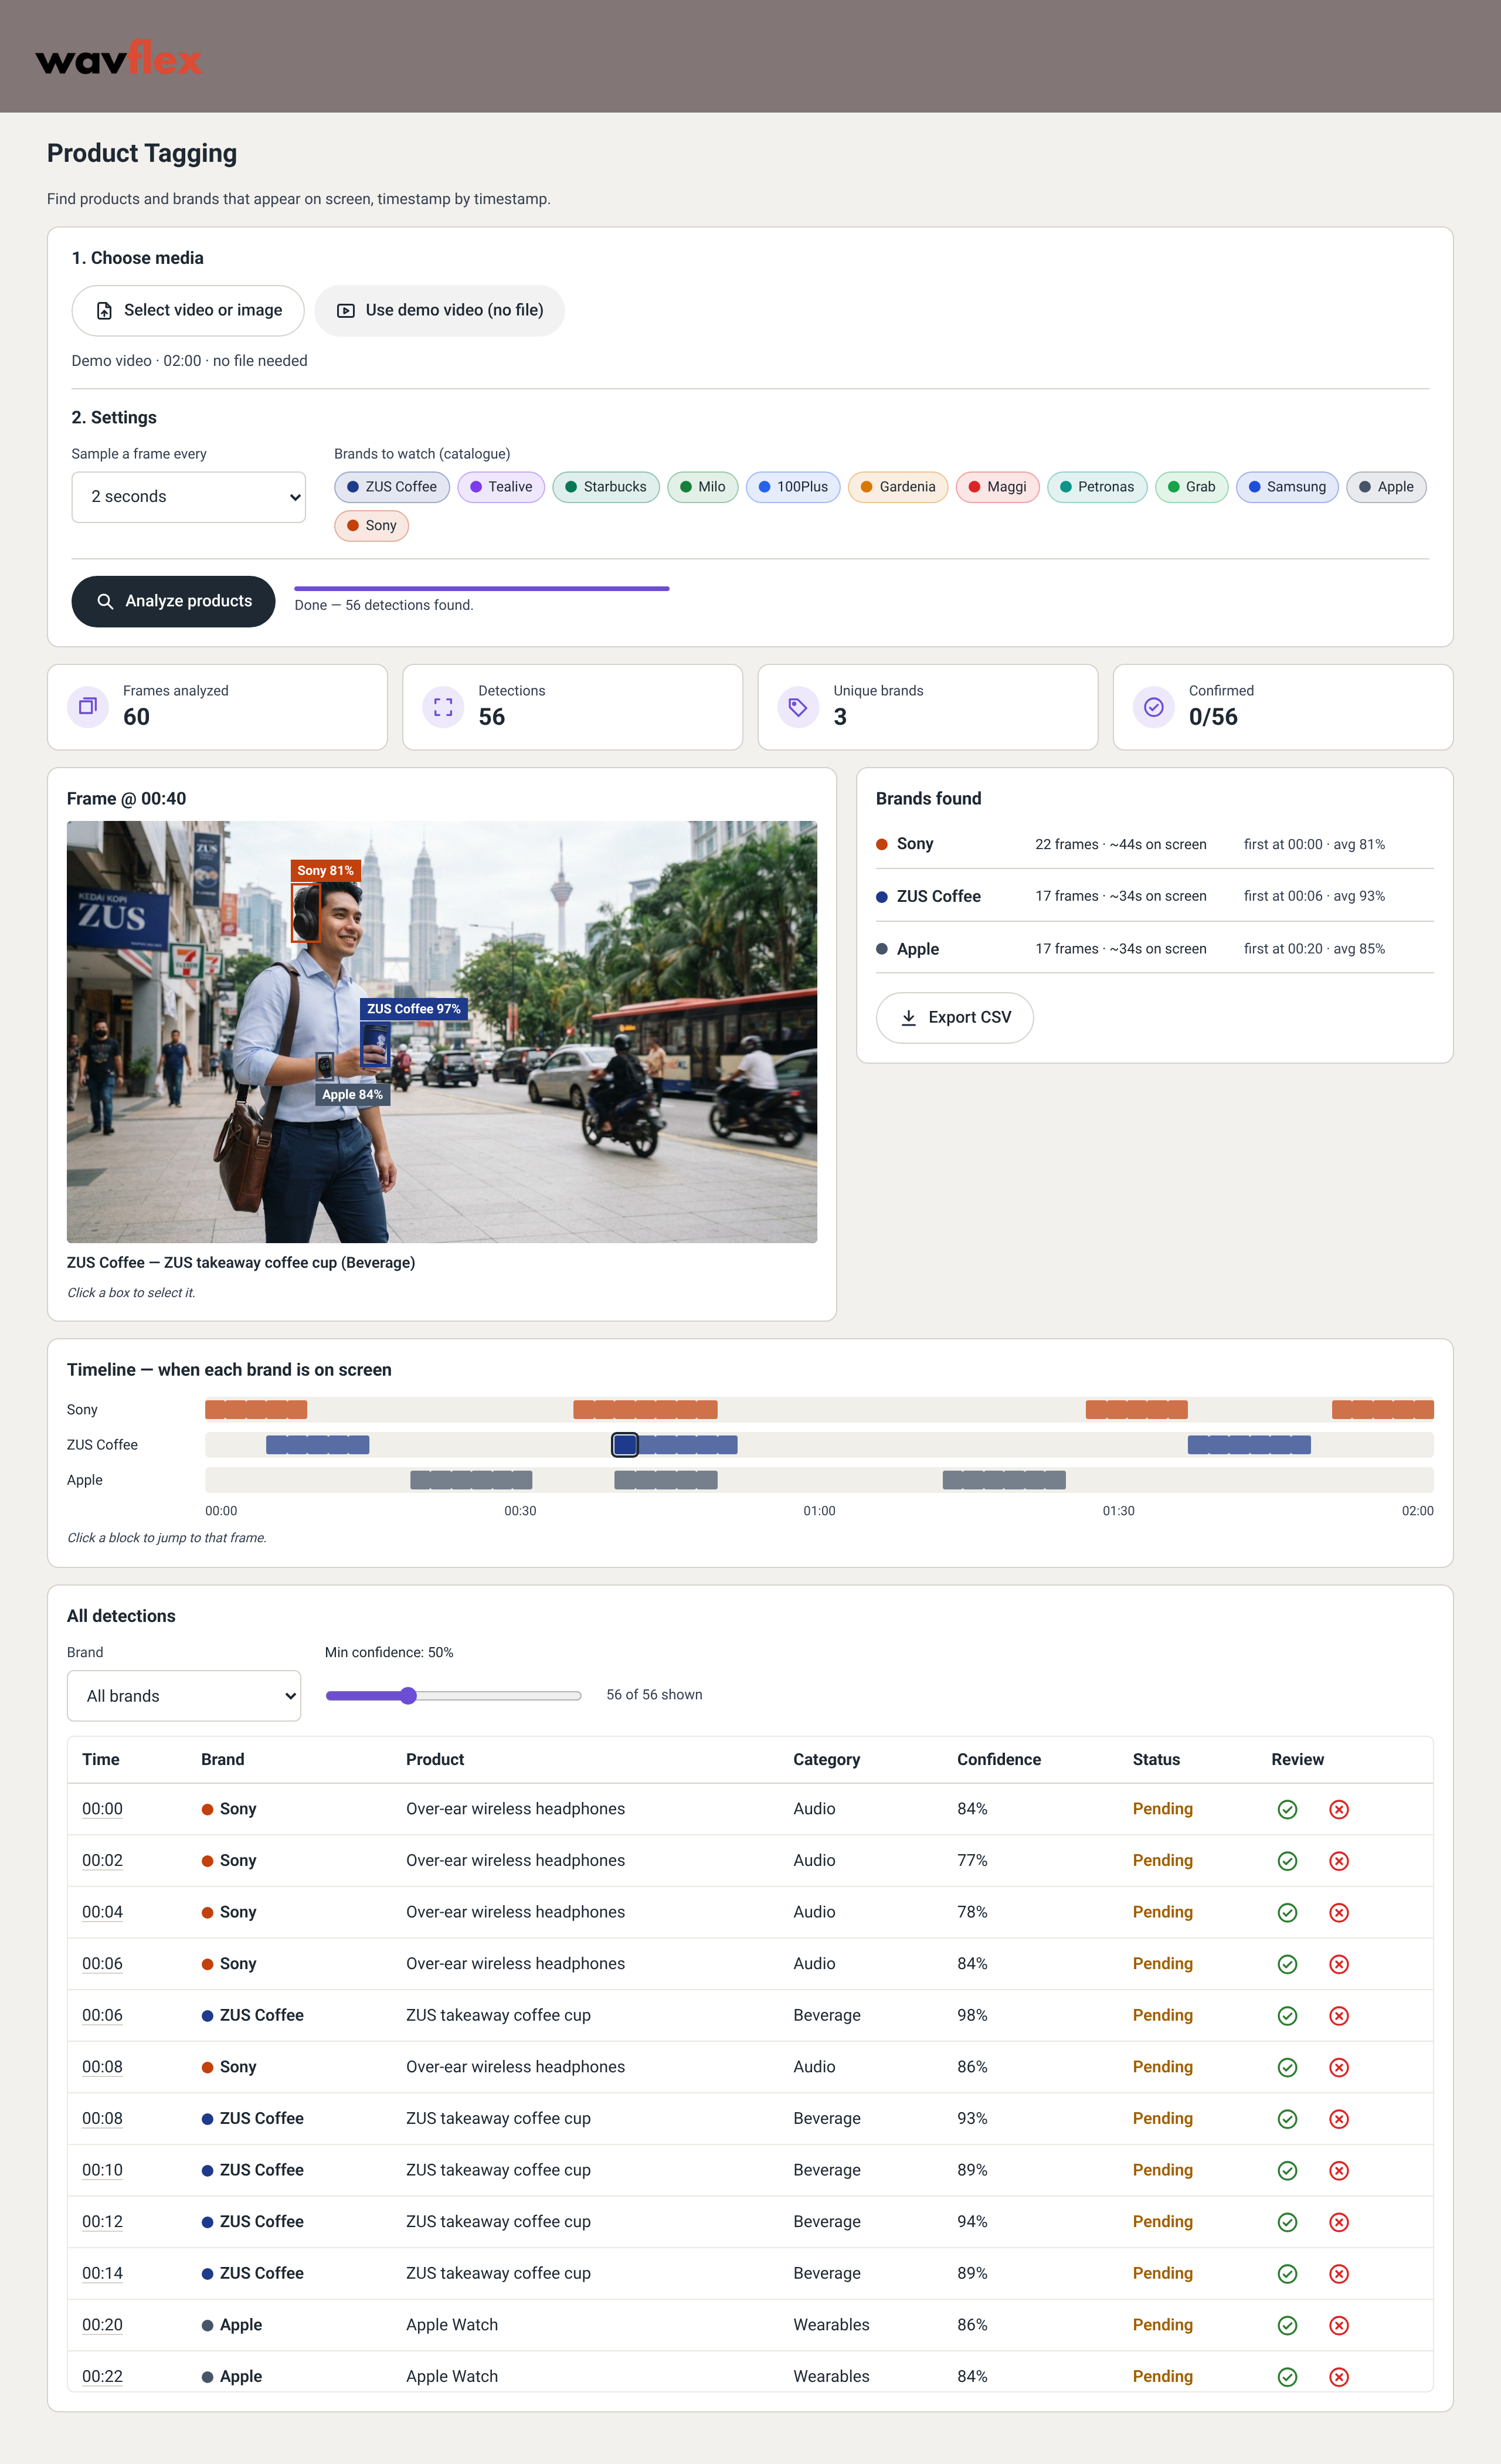 wavflex
Product Tagging
Find products and brands that appear on screen, timestamp by timestamp.
1. Choose media
Select video or image
Use demo video (no file)
Demo video · 02:00 · no file needed
2. Settings
Sample a frame every
Brands to watch (catalogue)
2 seconds
ZUS Coffee Tealive Starbucks Milo 100Plus Gardenia Maggi Petronas Grab Samsung Apple
Sony
Analyze products
Done — 56 detections found.
Frames analyzed
60
Detections
56
Unique brands
3
Confirmed
0/56
Frame @ 00:40
ZUS
KEDAI KOPI
ZUS
7-ELEVEN
Sony 81%
ZUS Coffee 97%
Apple 84%
ZUS Coffee — ZUS takeaway coffee cup (Beverage)
Click a box to select it.
Brands found
Sony 22 frames · ~44s on screen first at 00:00 · avg 81%
ZUS Coffee 17 frames · ~34s on screen first at 00:06 · avg 93%
Apple 17 frames · ~34s on screen first at 00:20 · avg 85%
Export CSV
Timeline — when each brand is on screen
Sony
ZUS Coffee
Apple
00:00 00:30 01:00 01:30 02:00
Click a block to jump to that frame.
All detections
Brand
Min confidence: 50%
All brands
56 of 56 shown
Time Brand Product Category Confidence Status Review
00:00 Sony Over-ear wireless headphones Audio 84% Pending
00:02 Sony Over-ear wireless headphones Audio 77% Pending
00:04 Sony Over-ear wireless headphones Audio 78% Pending
00:06 Sony Over-ear wireless headphones Audio 84% Pending
00:06 ZUS Coffee ZUS takeaway coffee cup Beverage 98% Pending
00:08 Sony Over-ear wireless headphones Audio 86% Pending
00:08 ZUS Coffee ZUS takeaway coffee cup Beverage 93% Pending
00:10 ZUS Coffee ZUS takeaway coffee cup Beverage 89% Pending
00:12 ZUS Coffee ZUS takeaway coffee cup Beverage 94% Pending
00:14 ZUS Coffee ZUS takeaway coffee cup Beverage 89% Pending
00:20 Apple Apple Watch Wearables 86% Pending
00:22 Apple Apple Watch Wearables 84% Pending